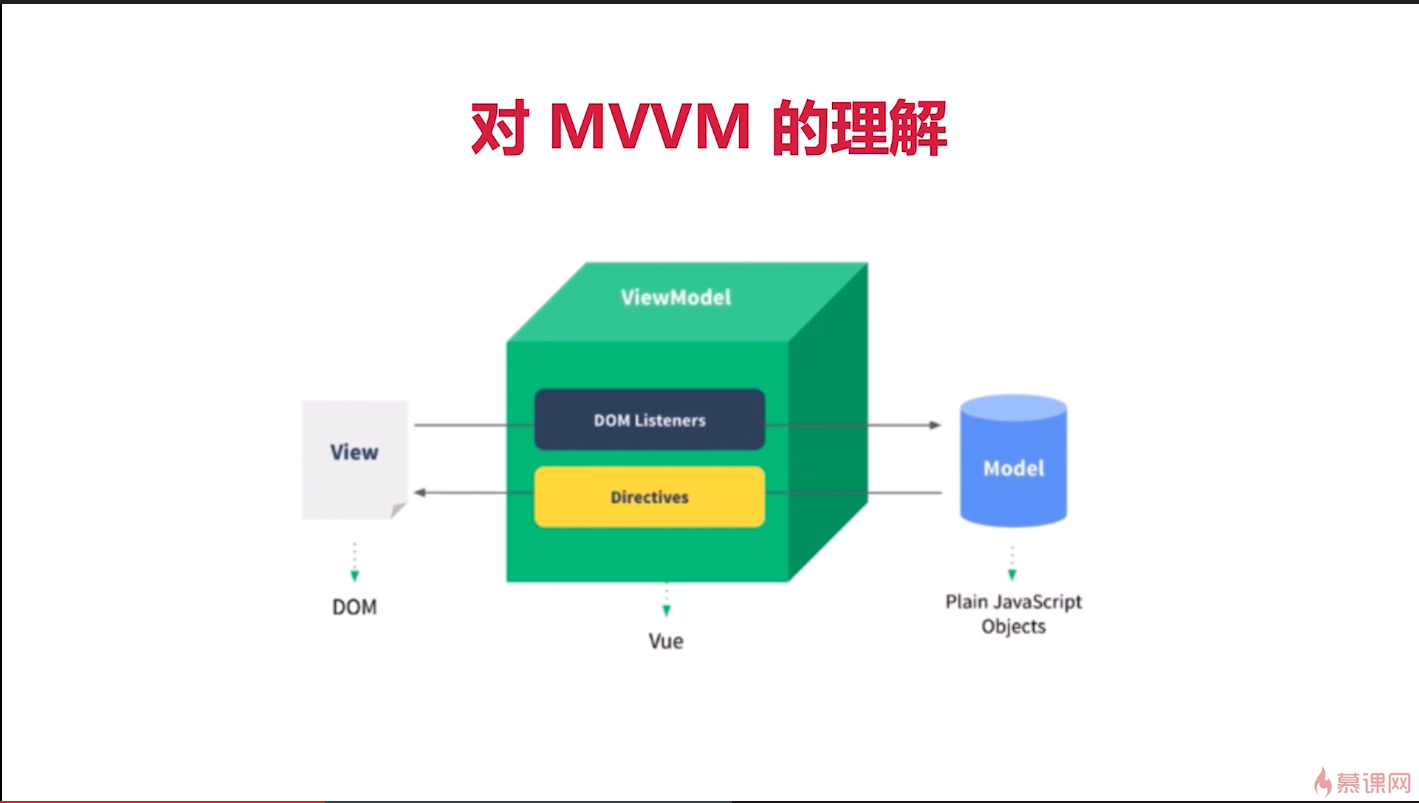 对 MVVM 的理解
ViewModel
DOM Listeners
View
Model
Directives
DOM
Plain JavaScript
Objects
Vue
慕课网